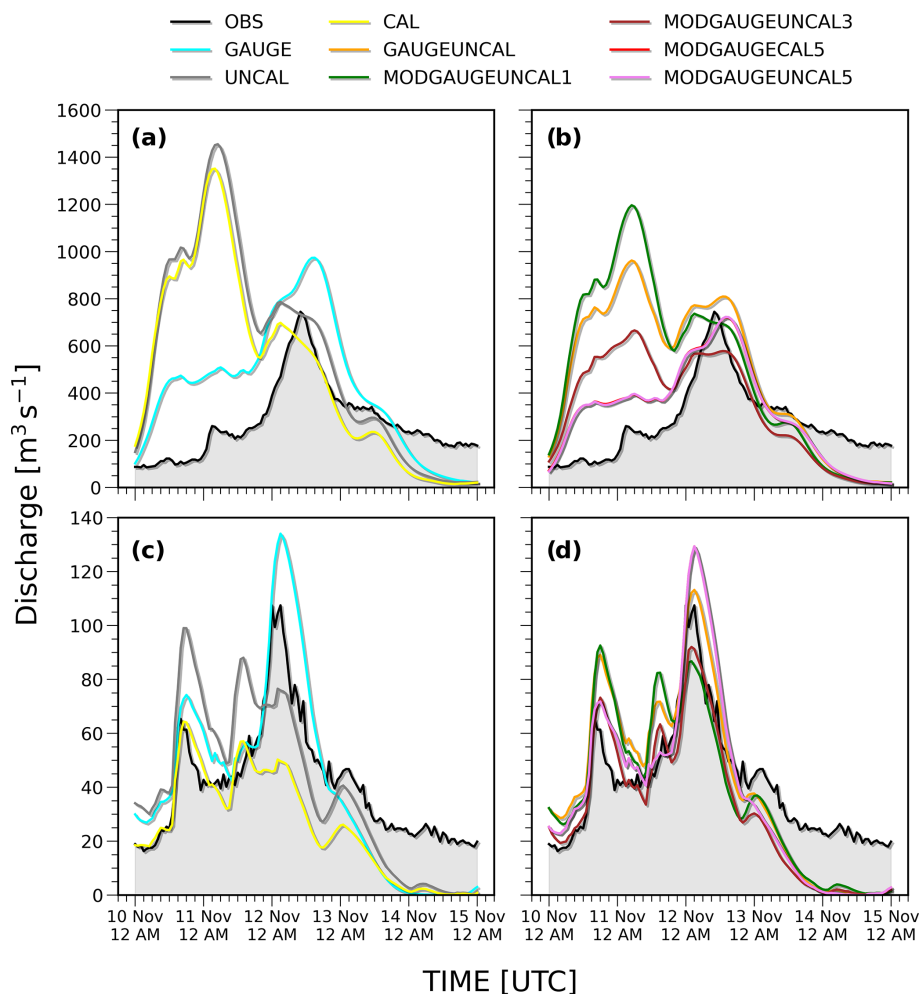 OBS CAL MODGAUGEUNCAL3
GAUGE GAUGEUNCAL MODGAUGECAL5
UNCAL MODGAUGEUNCAL1 MODGAUGEUNCAL5
(a) (b)
1600
1400
1200
1000
800
600
400
200
0
Discharge [m³ s⁻¹]
(c) (d)
140
120
100
80
60
40
20
0
10 Nov 11 Nov 12 Nov 13 Nov 14 Nov 15 Nov 10 Nov 11 Nov 12 Nov 13 Nov 14 Nov 15 Nov
12 AM 12 AM 12 AM 12 AM 12 AM 12 AM 12 AM 12 AM 12 AM 12 AM 12 AM 12 AM
TIME [UTC]